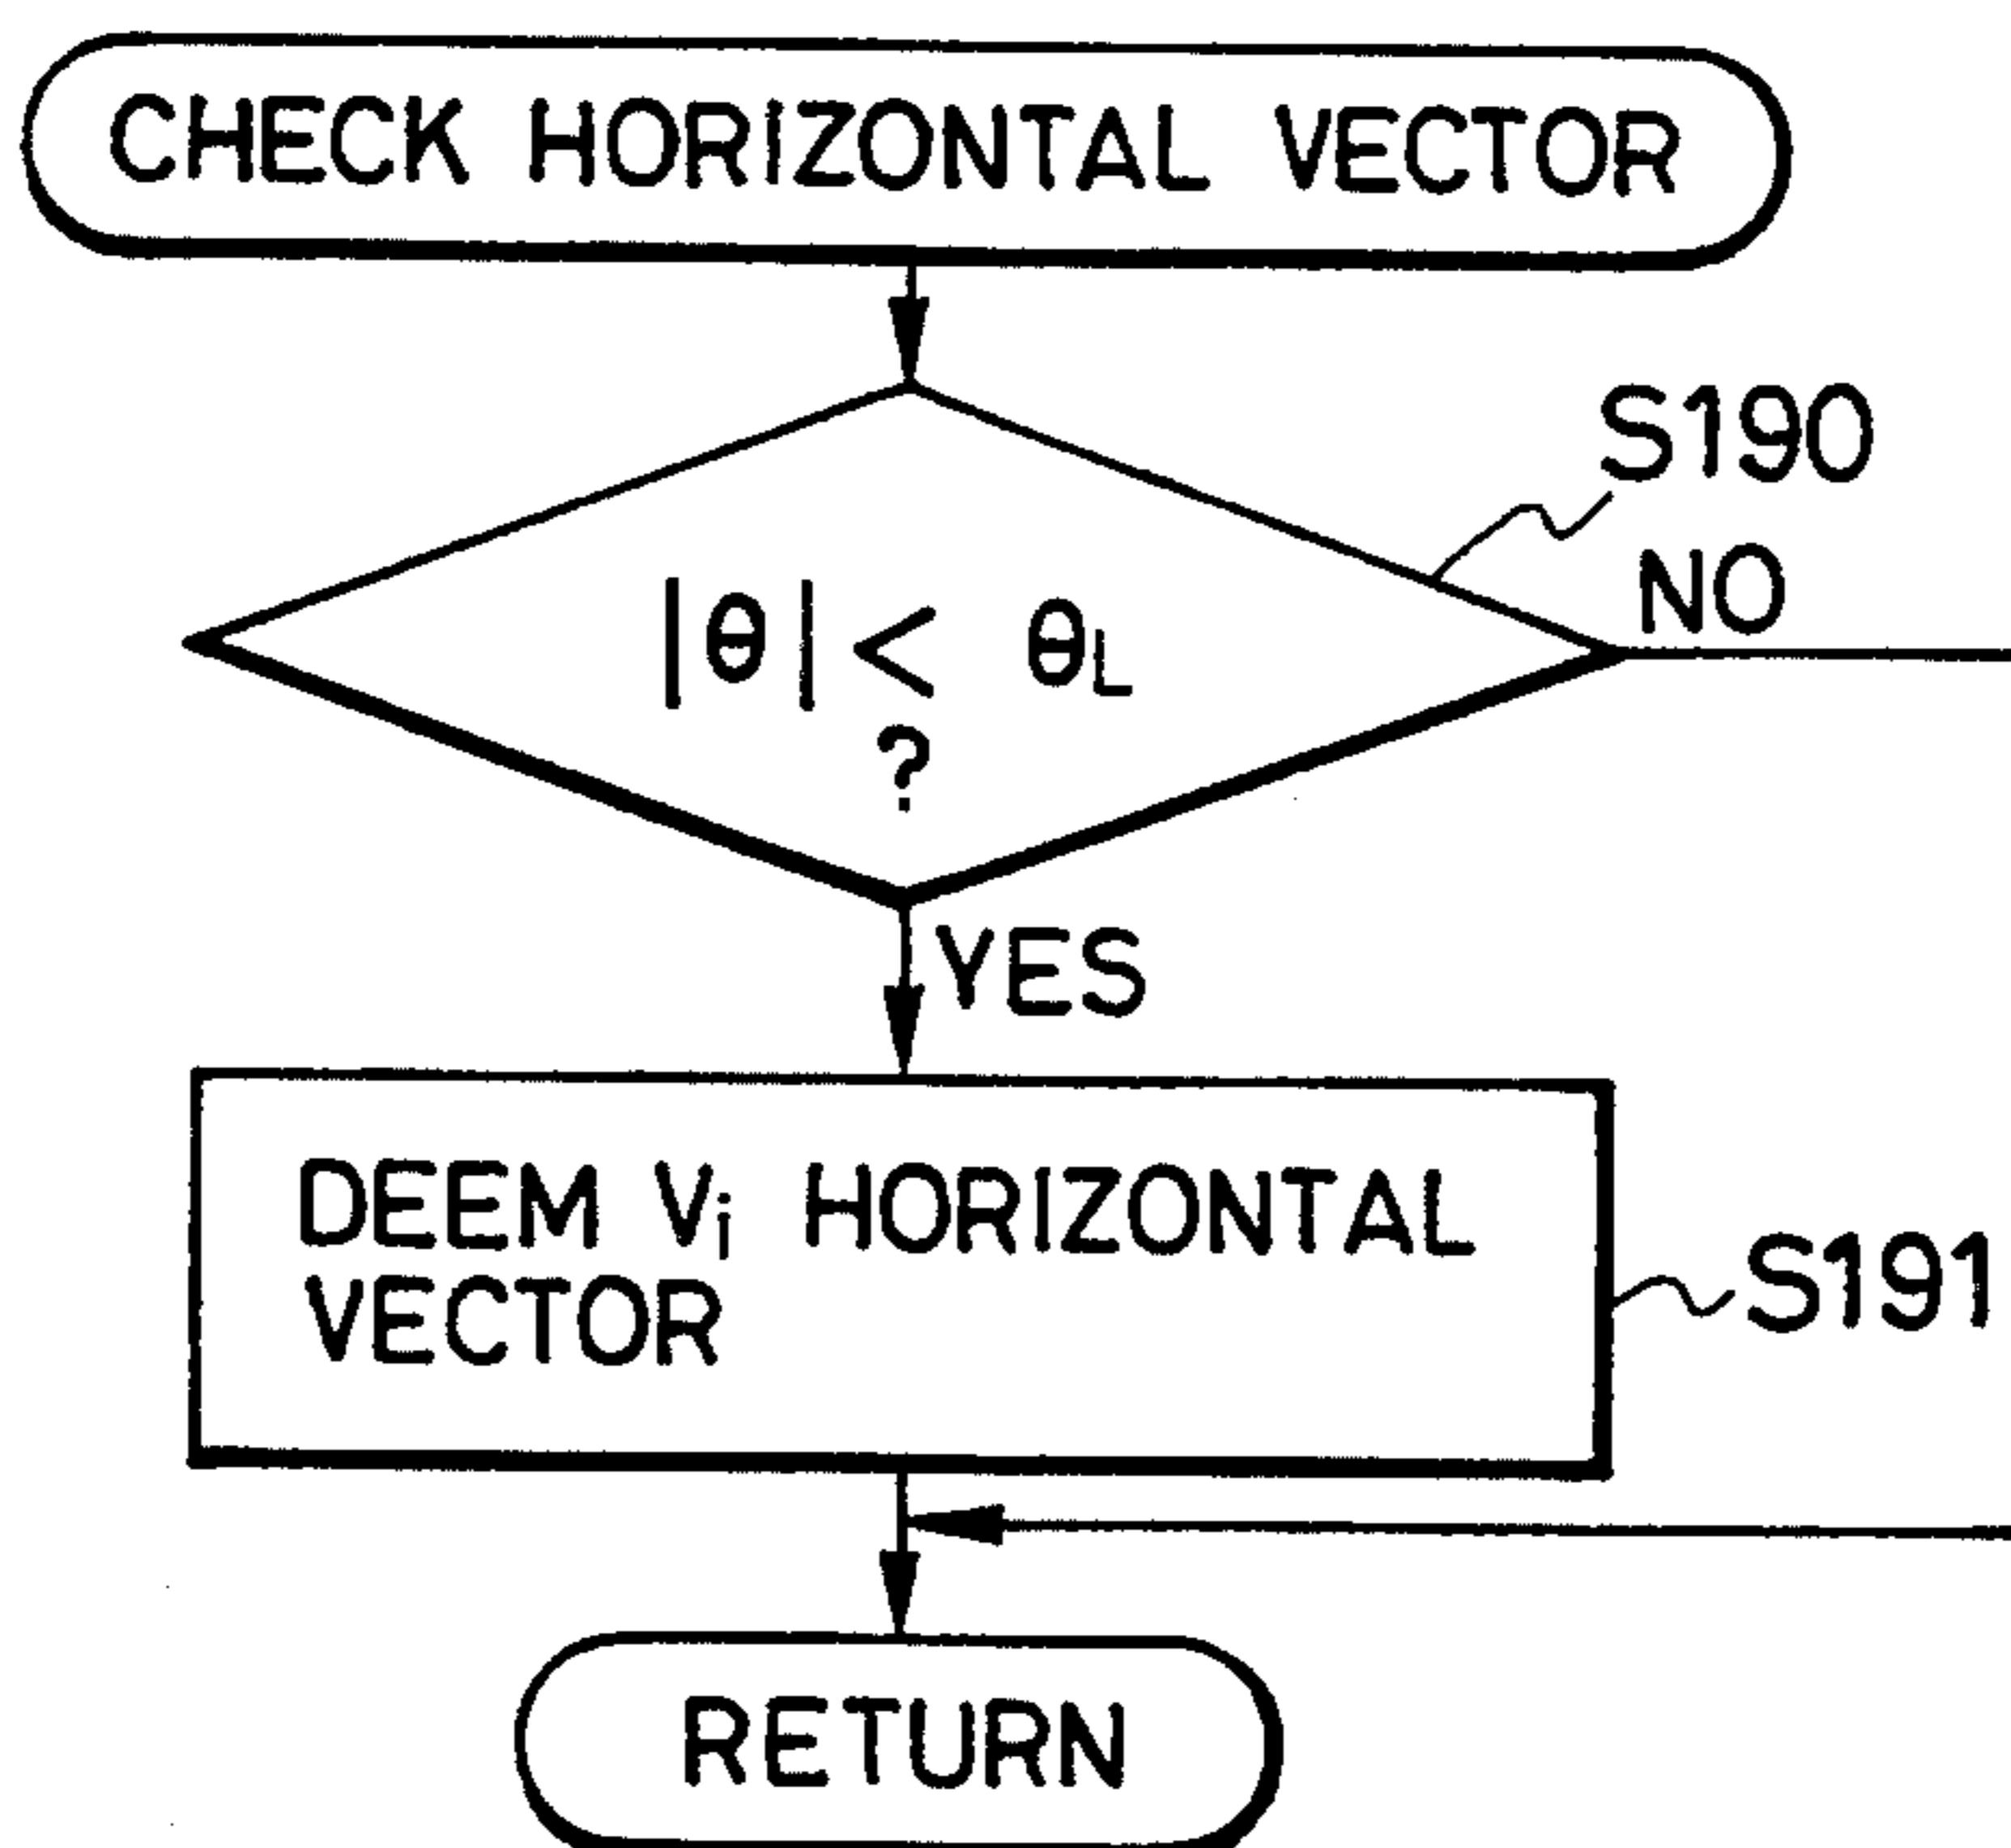 CHECK HORIZONTAL VECTOR
S190
NO
|θ| < θL
?
YES
DEEM Vi HORIZONTAL
VECTOR
S191
RETURN